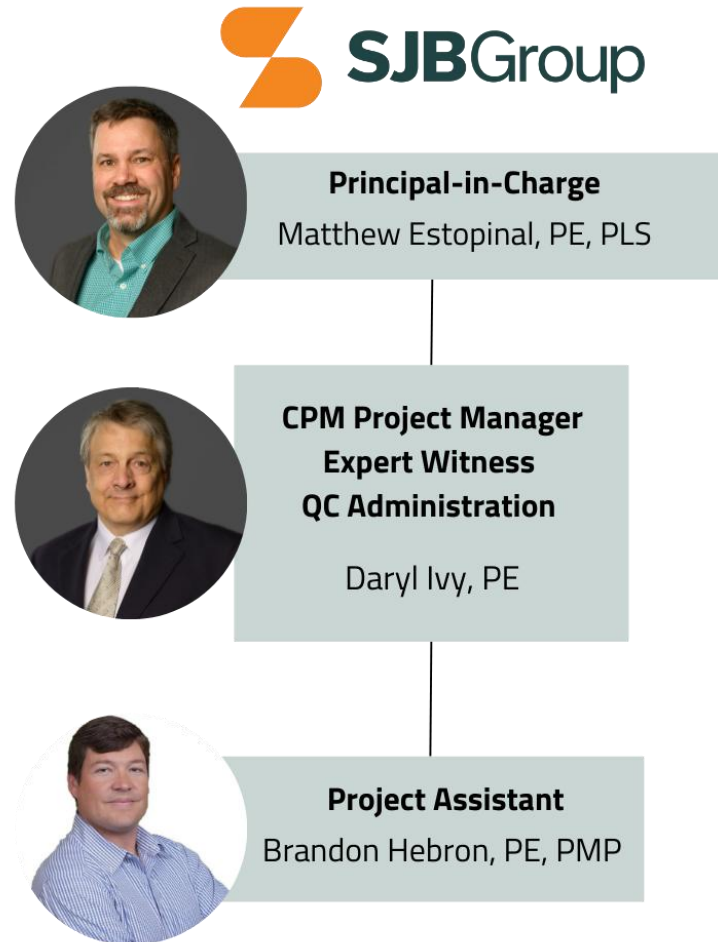 SJBGroup
Principal-in-Charge
Matthew Estopinal, PE, PLS
CPM Project Manager
Expert Witness
QC Administration
Daryl Ivy, PE
Project Assistant
Brandon Hebron, PE, PMP